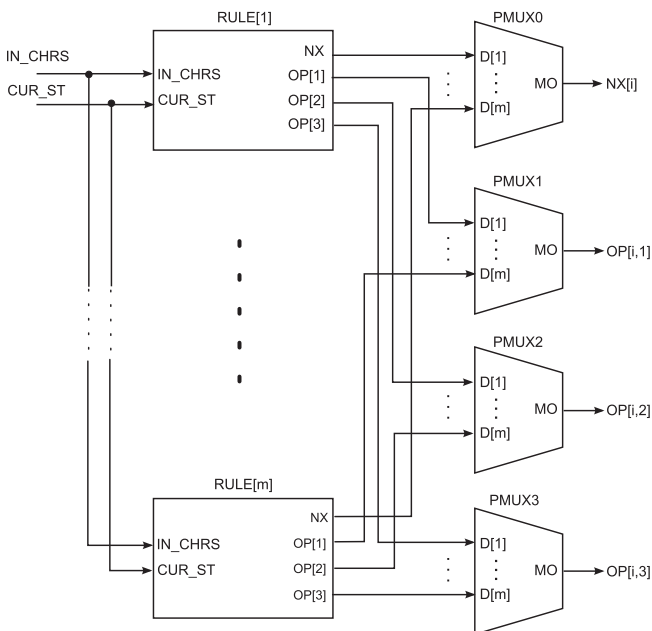 RULE[1]
PMUX0
IN_CHRS
CUR_ST
IN_CHRS
CUR_ST
NX
OP[1]
OP[2]
OP[3]
D[1]
D[m]
MO
NX[i]
PMUX1
D[1]
D[m]
MO
OP[i,1]
PMUX2
D[1]
D[m]
MO
OP[i,2]
RULE[m]
IN_CHRS
CUR_ST
NX
OP[1]
OP[2]
OP[3]
PMUX3
D[1]
D[m]
MO
OP[i,3]